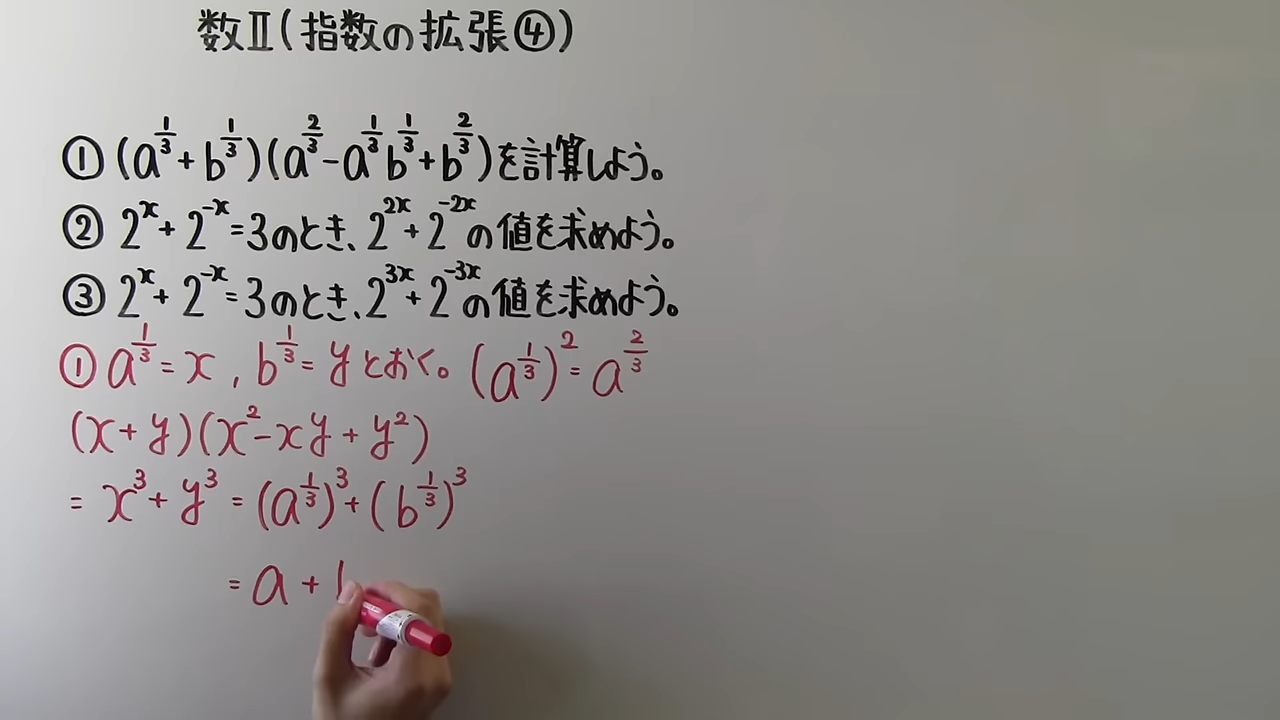 数Ⅱ(指数の拡張④)
① (a^{1/3}+b^{1/3})(a^{2/3}-a^{1/3}b^{1/3}+b^{2/3})を計算しよう。
② 2^x+2^{-x}=3のとき、2^{2x}+2^{-2x}の値を求めよう。
③ 2^x+2^{-x}=3のとき、2^{3x}+2^{-3x}の値を求めよう。
① a^{1/3}=x, b^{1/3}=yとおく。(a^{1/3})^2=a^{2/3}
(x+y)(x^2-xy+y^2)
=x^3+y^3=(a^{1/3})^3+(b^{1/3})^3
=a+